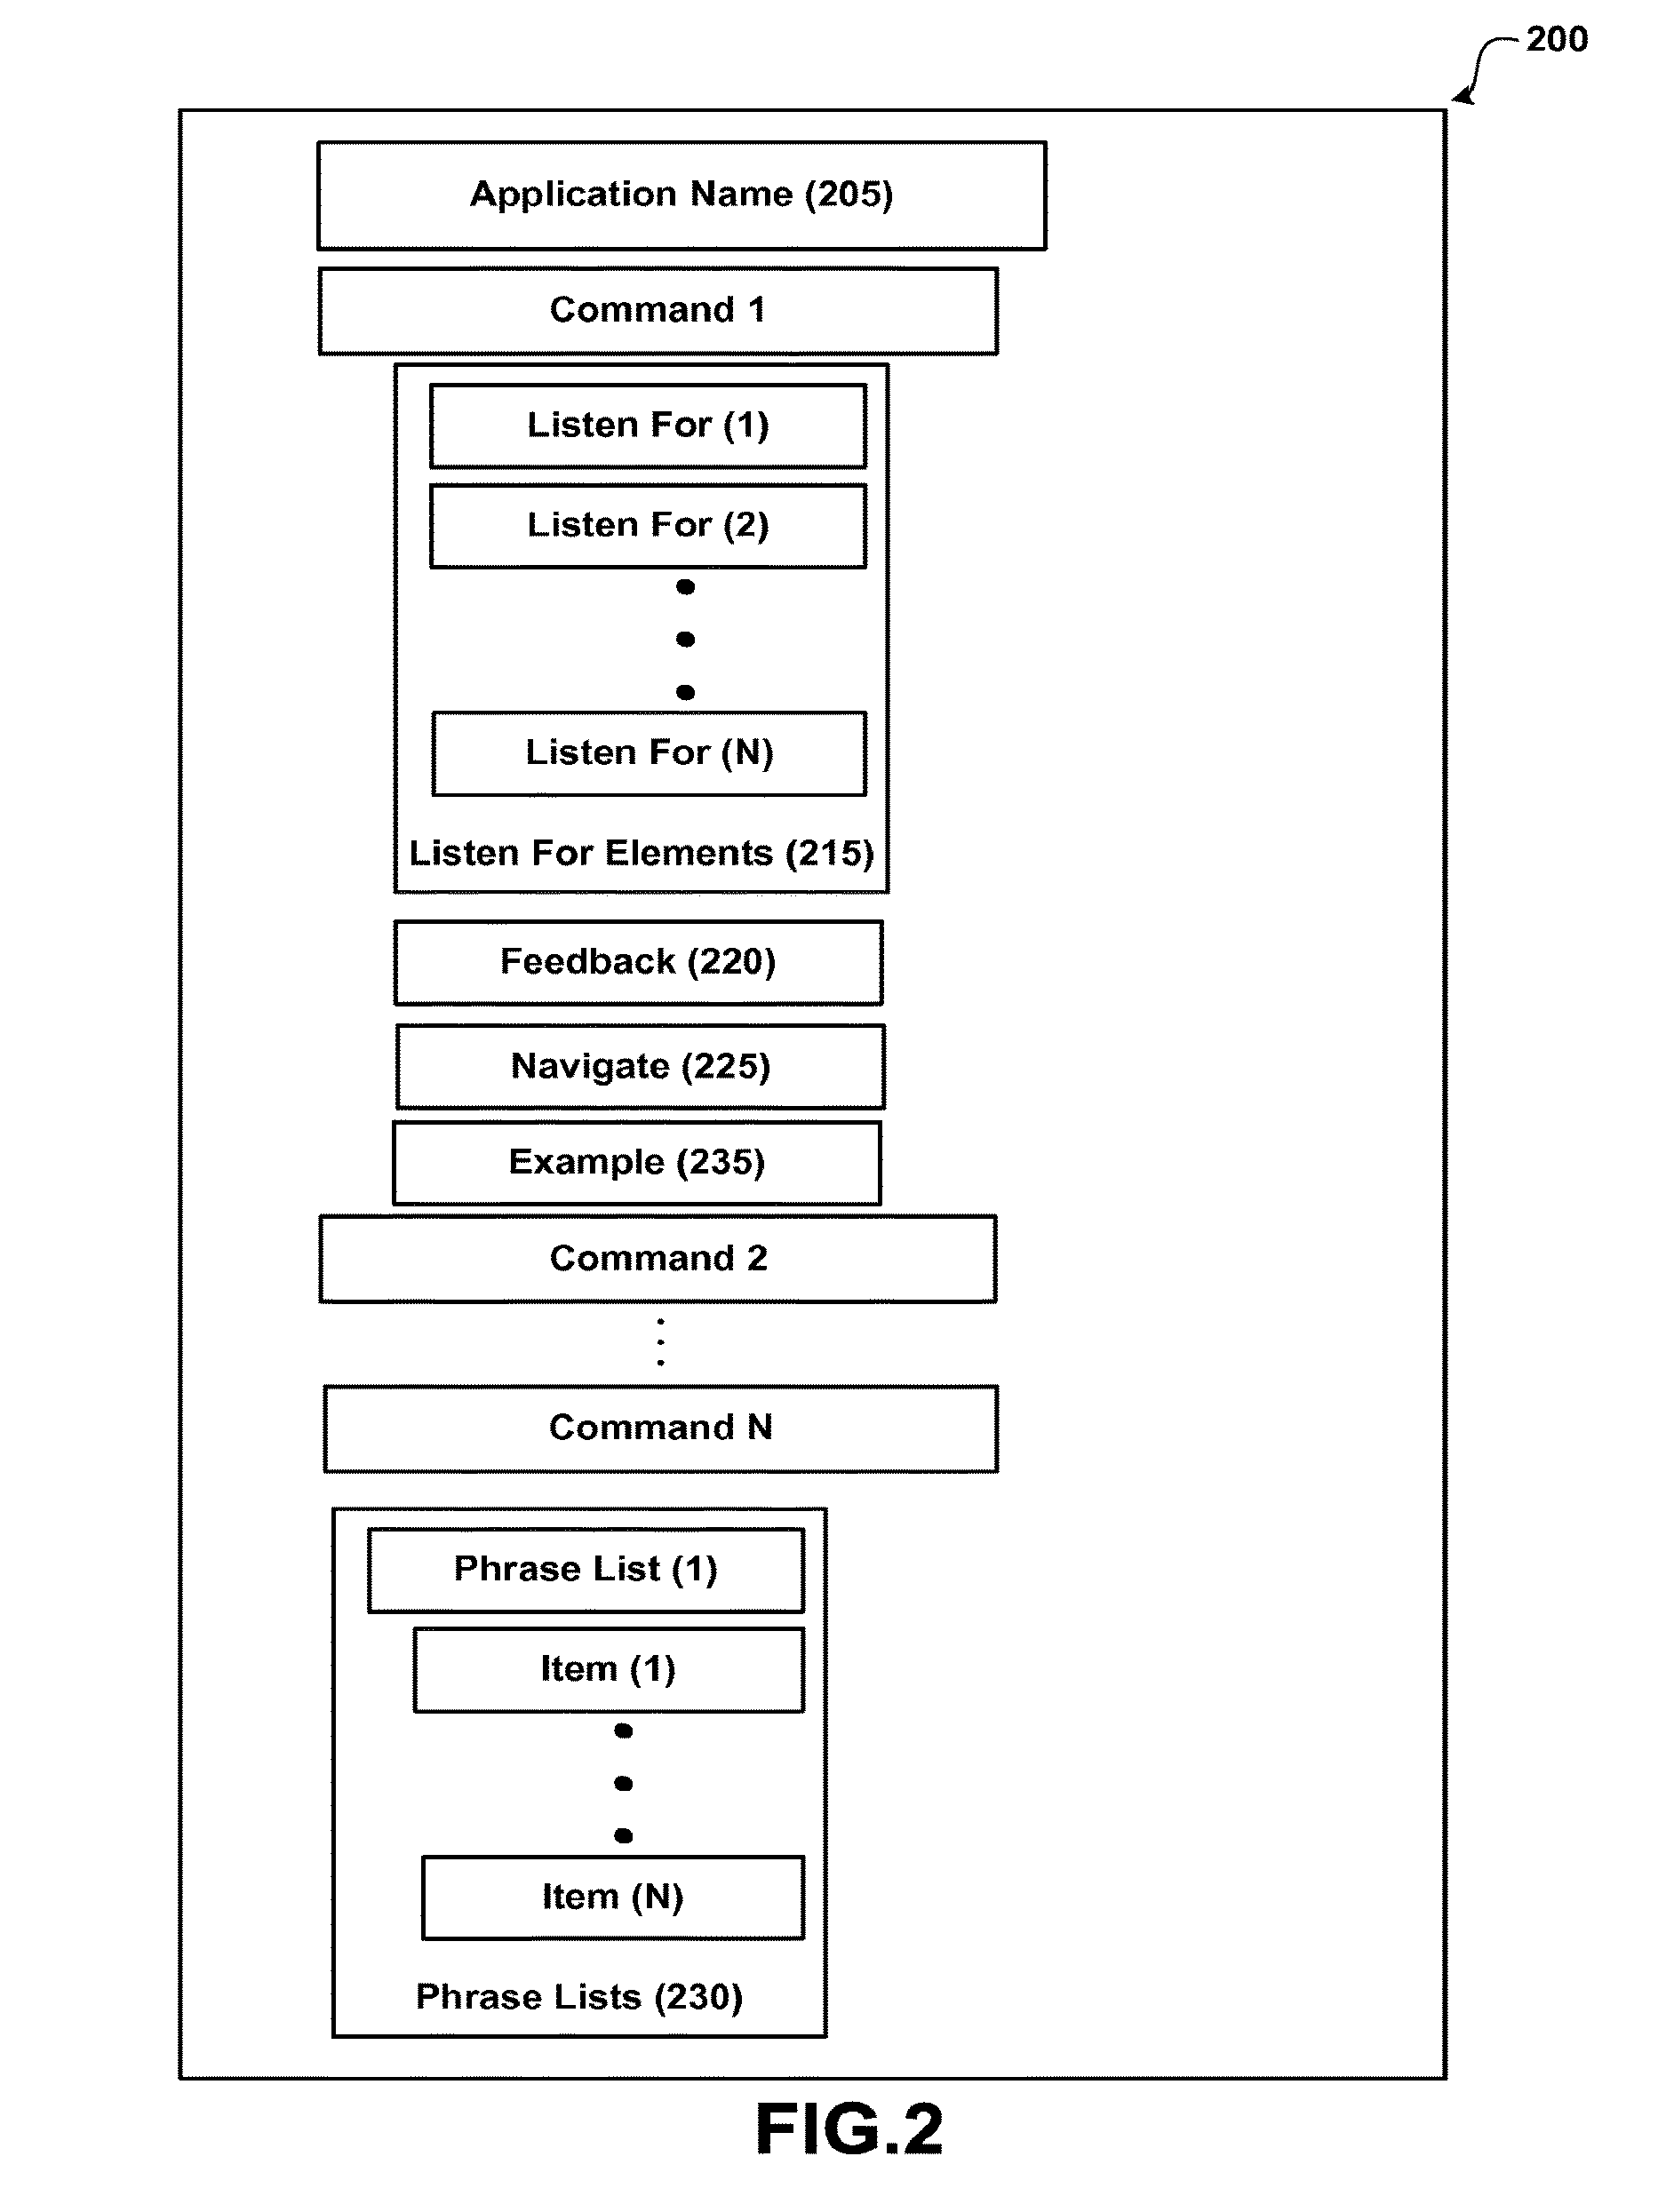 200
Application Name (205)
Command 1
Listen For (1)
Listen For (2)
Listen For (N)
Listen For Elements (215)
Feedback (220)
Navigate (225)
Example (235)
Command 2
Command N
Phrase List (1)
Item (1)
Item (N)
Phrase Lists (230)
FIG.2